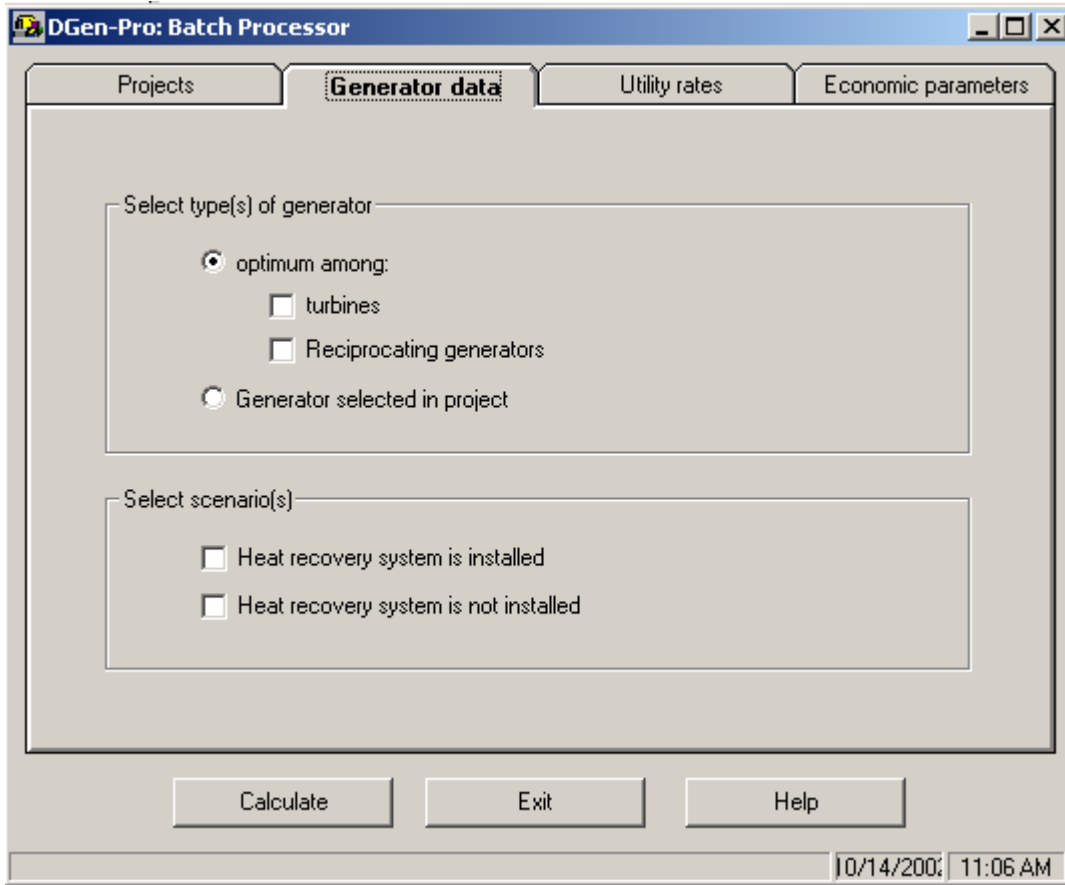 DGen-Pro: Batch Processor
Projects
Generator data
Utility rates
Economic parameters
Select type(s) of generator
optimum among:
turbines
Reciprocating generators
Generator selected in project
Select scenario(s)
Heat recovery system is installed
Heat recovery system is not installed
Calculate
Exit
Help
11:06 AM